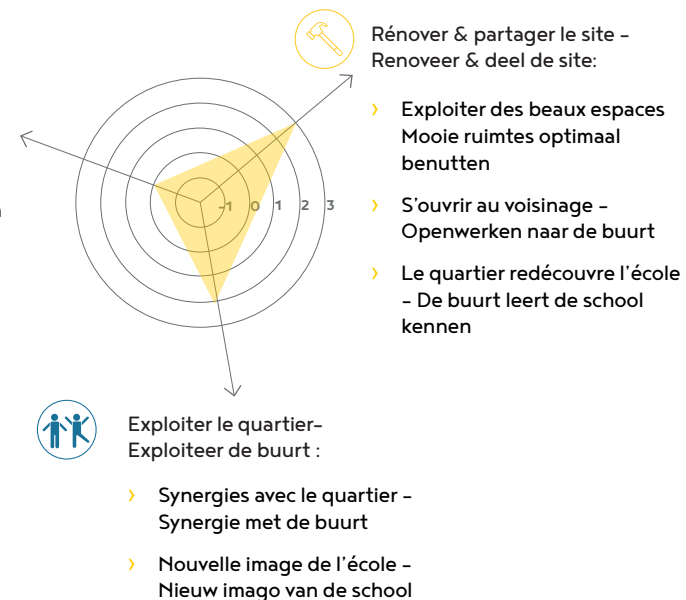 Rénover & partager le site –
Renoveer & deel de site:
› Exploiter des beaux espaces
Mooie ruimtes optimaal
benutten
› S'ouvrir au voisinage –
Openwerken naar de buurt
› Le quartier redécouvre l'école
– De buurt leert de school
kennen
-1 0 1 2 3
Exploiter le quartier–
Exploiteer de buurt :
› Synergies avec le quartier –
Synergie met de buurt
› Nouvelle image de l'école –
Nieuw imago van de school